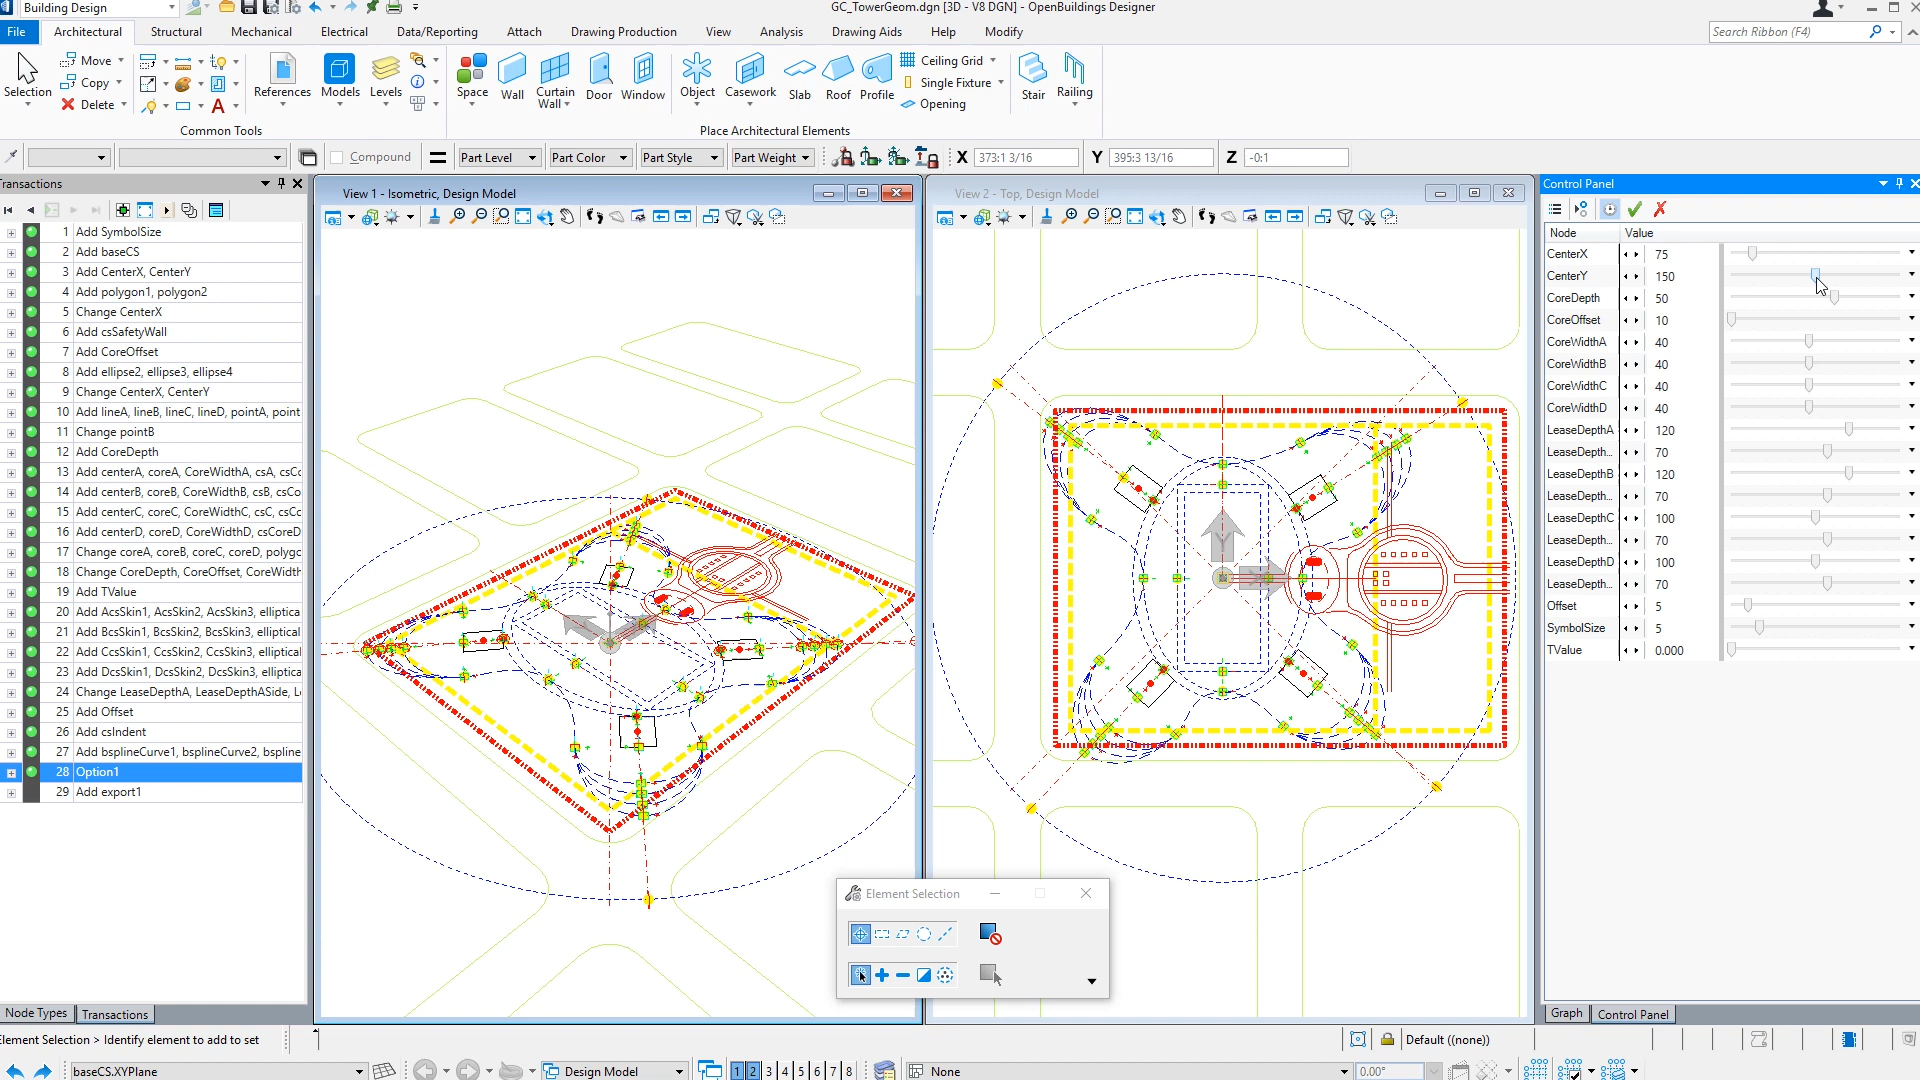 Building Design
GC_TowerGeom.dgn [3D - V8 DGN] - OpenBuildings Designer
File
Architectural
Structural
Mechanical
Electrical
Data/Reporting
Attach
Drawing Production
View
Analysis
Drawing Aids
Help
Modify
Search Ribbon (F4)
Selection
Move
Copy
Delete
References
Models
Levels
Common Tools
Space
Wall
Curtain Wall
Door
Window
Object
Casework
Slab
Roof
Profile
Ceiling Grid
Single Fixture
Opening
Stair
Railing
Place Architectural Elements
Compound
Part Level
Part Color
Part Style
Part Weight
X 373:1 3/16
Y 395:3 13/16
Z -0:1
Transactions
1 Add SymbolSize
2 Add baseCS
3 Add CenterX, CenterY
4 Add polygon1, polygon2
5 Change CenterX
6 Add csSafetyWall
7 Add CoreOffset
8 Add ellipse2, ellipse3, ellipse4
9 Change CenterX, CenterY
10 Add lineA, lineB, lineC, lineD, pointA, point
11 Change pointB
12 Add CoreDepth
13 Add centerA, coreA, CoreWidthA, csA, csCo
14 Add centerB, coreB, CoreWidthB, csB, csCo
15 Add centerC, coreC, CoreWidthC, csC, csCo
16 Add centerD, coreD, CoreWidthD, csCoreD
17 Change coreA, coreB, coreC, coreD, polygo
18 Change CoreDepth, CoreOffset, CoreWidth
19 Add TValue
20 Add AcsSkin1, AcsSkin2, AcsSkin3, elliptica
21 Add BcsSkin1, BcsSkin2, BcsSkin3, elliptical
22 Add CcsSkin1, CcsSkin2, CcsSkin3, elliptical
23 Add DcsSkin1, DcsSkin2, DcsSkin3, elliptica
24 Change LeaseDepthA, LeaseDepthASide, L
25 Add Offset
26 Add csIndent
27 Add bsplineCurve1, bsplineCurve2, bspline
28 Option1
29 Add export1
Node Types
Transactions
View 1 - Isometric, Design Model
View 2 - Top, Design Model
Y
Element Selection
Control Panel
Node Value
CenterX 75
CenterY 150
CoreDepth 50
CoreOffset 10
CoreWidthA 40
CoreWidthB 40
CoreWidthC 40
CoreWidthD 40
LeaseDepthA 120
LeaseDepth... 70
LeaseDepthB 120
LeaseDepth... 70
LeaseDepthC 100
LeaseDepth... 70
LeaseDepthD 100
LeaseDepth... 70
Offset 5
SymbolSize 5
TValue 0.000
Graph
Control Panel
Element Selection > Identify element to add to set
Default ((none))
baseCS.XYPlane
Design Model
1 2 3 4 5 6 7 8
None
0.00°